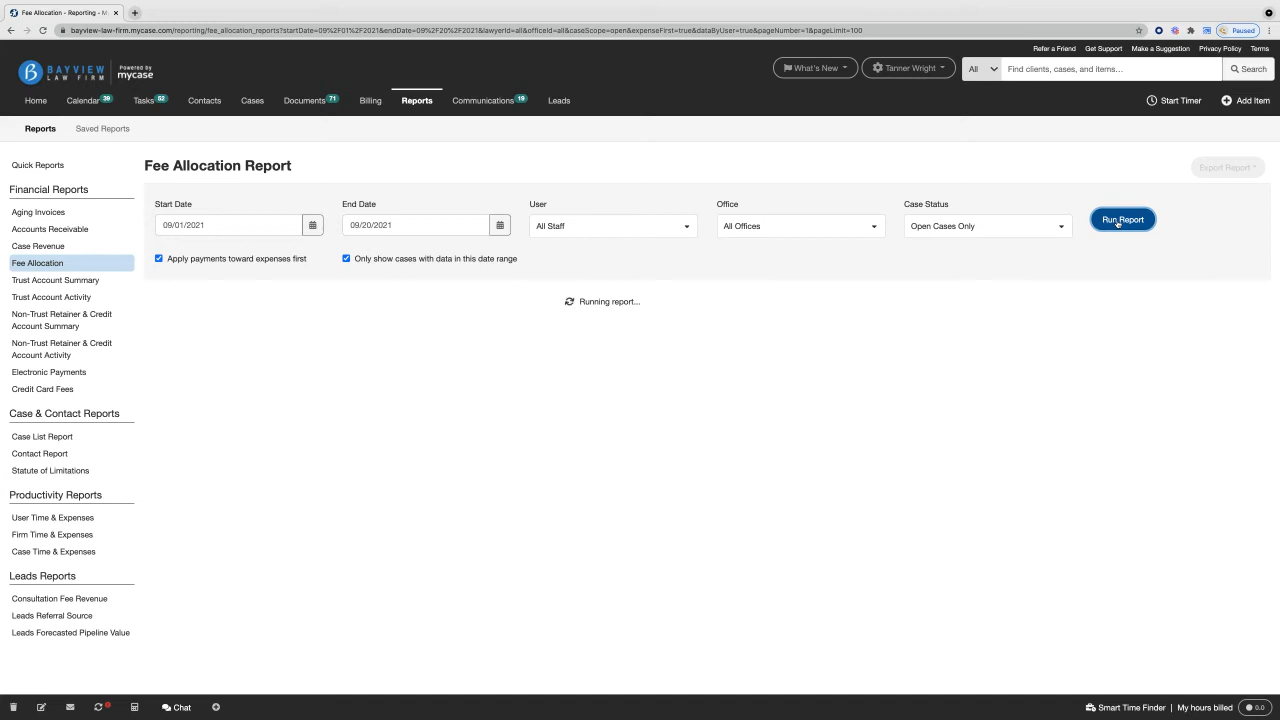 Fee Allocation - Reporting - M
bayview-law-firm.mycase.com/reporting/fee_allocation_reports?startDate=09%2F01%2F2021&endDate=09%2F20%2F2021&lawyerId=all&officeId=all&caseScope=open&expenseFirst=true&dataByUser=true&pageNumber=1&pageLimit=100
Paused
Refer a Friend Get Support Make a Suggestion Privacy Policy Terms
B BAYVIEW LAW FIRM Powered by mycase
What's New Tanner Wright All Find clients, cases, and items... Search
Home Calendar 39 Tasks 52 Contacts Cases Documents 71 Billing Reports Communications 19 Leads Start Timer Add Item
Reports Saved Reports
Quick Reports
Financial Reports
Aging Invoices
Accounts Receivable
Case Revenue
Fee Allocation
Trust Account Summary
Trust Account Activity
Non-Trust Retainer & Credit
Account Summary
Non-Trust Retainer & Credit
Account Activity
Electronic Payments
Credit Card Fees
Case & Contact Reports
Case List Report
Contact Report
Statute of Limitations
Productivity Reports
User Time & Expenses
Firm Time & Expenses
Case Time & Expenses
Leads Reports
Consultation Fee Revenue
Leads Referral Source
Leads Forecasted Pipeline Value
Fee Allocation Report
Export Report
Start Date End Date User Office Case Status
09/01/2021 09/20/2021 All Staff All Offices Open Cases Only Run Report
Apply payments toward expenses first Only show cases with data in this date range
Running report...
Chat Smart Time Finder | My hours billed 0.0